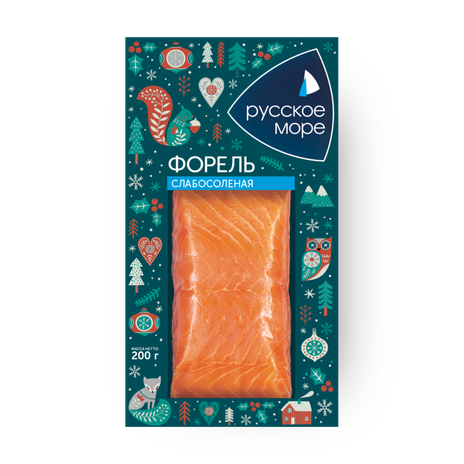 русское
море
ФОРЕЛЬ
СЛАБОСОЛЕНАЯ
МАССА НЕТТО:
200 г